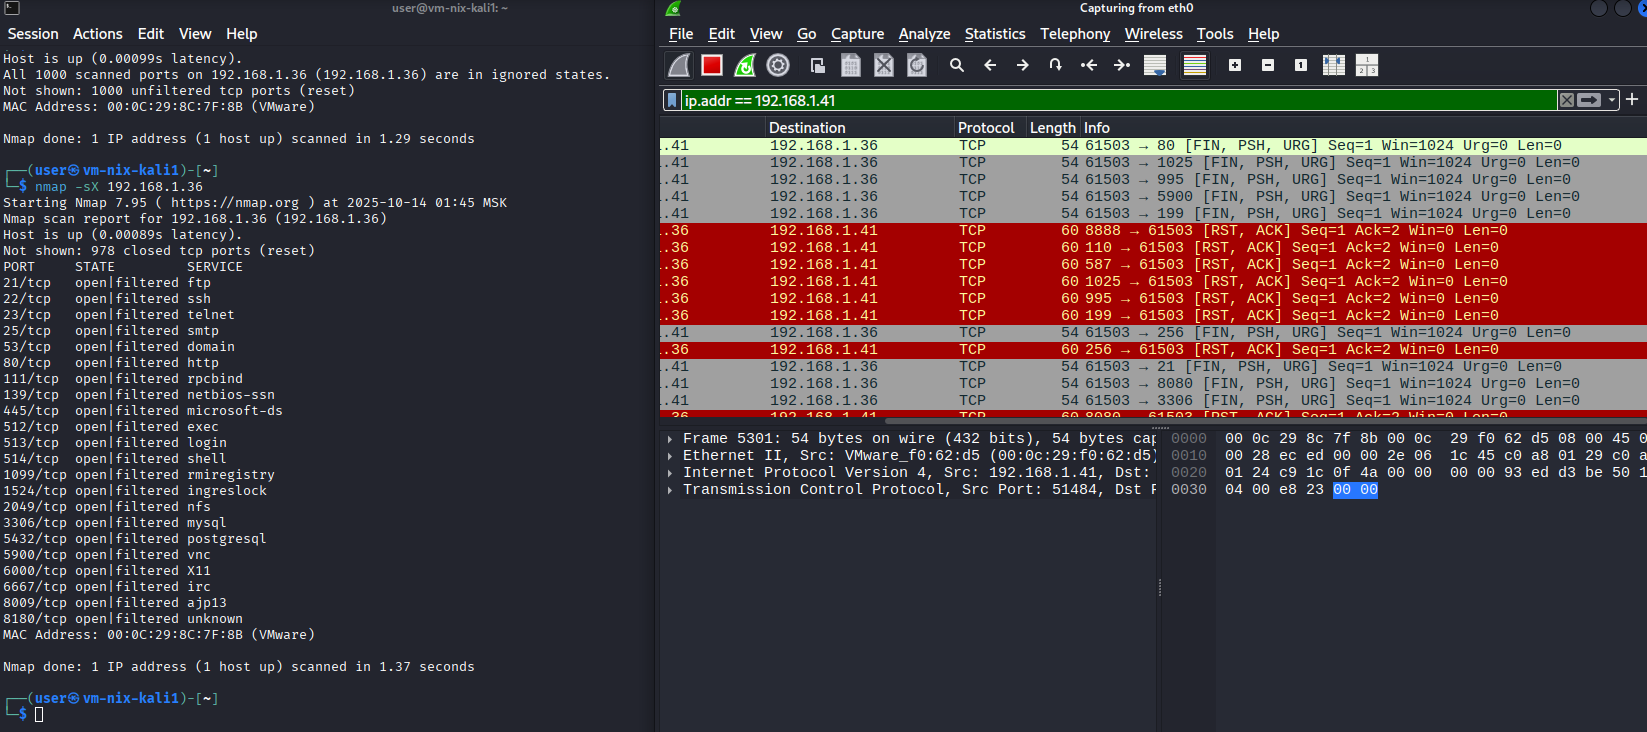 user@vm-nix-kali1: ~
Session Actions Edit View Help
Host is up (0.00099s latency).
All 1000 scanned ports on 192.168.1.36 (192.168.1.36) are in ignored states.
Not shown: 1000 unfiltered tcp ports (reset)
MAC Address: 00:0C:29:8C:7F:8B (VMware)
Nmap done: 1 IP address (1 host up) scanned in 1.29 seconds
┌──(user㉿vm-nix-kali1)-[~]
└─$ nmap -sX 192.168.1.36
Starting Nmap 7.95 ( https://nmap.org ) at 2025-10-14 01:45 MSK
Nmap scan report for 192.168.1.36 (192.168.1.36)
Host is up (0.00089s latency).
Not shown: 978 closed tcp ports (reset)
PORT STATE SERVICE
21/tcp open|filtered ftp
22/tcp open|filtered ssh
23/tcp open|filtered telnet
25/tcp open|filtered smtp
53/tcp open|filtered domain
80/tcp open|filtered http
111/tcp open|filtered rpcbind
139/tcp open|filtered netbios-ssn
445/tcp open|filtered microsoft-ds
512/tcp open|filtered exec
513/tcp open|filtered login
514/tcp open|filtered shell
1099/tcp open|filtered rmiregistry
1524/tcp open|filtered ingreslock
2049/tcp open|filtered nfs
3306/tcp open|filtered mysql
5432/tcp open|filtered postgresql
5900/tcp open|filtered vnc
6000/tcp open|filtered X11
6667/tcp open|filtered irc
8009/tcp open|filtered ajp13
8180/tcp open|filtered unknown
MAC Address: 00:0C:29:8C:7F:8B (VMware)
Nmap done: 1 IP address (1 host up) scanned in 1.37 seconds
┌──(user㉿vm-nix-kali1)-[~]
└─$
Capturing from eth0
File Edit View Go Capture Analyze Statistics Telephony Wireless Tools Help
ip.addr == 192.168.1.41
Destination Protocol Length Info
.41 192.168.1.36 TCP 54 61503 → 80 [FIN, PSH, URG] Seq=1 Win=1024 Urg=0 Len=0
.41 192.168.1.36 TCP 54 61503 → 1025 [FIN, PSH, URG] Seq=1 Win=1024 Urg=0 Len=0
.41 192.168.1.36 TCP 54 61503 → 995 [FIN, PSH, URG] Seq=1 Win=1024 Urg=0 Len=0
.41 192.168.1.36 TCP 54 61503 → 5900 [FIN, PSH, URG] Seq=1 Win=1024 Urg=0 Len=0
.41 192.168.1.36 TCP 54 61503 → 199 [FIN, PSH, URG] Seq=1 Win=1024 Urg=0 Len=0
.36 192.168.1.41 TCP 60 8888 → 61503 [RST, ACK] Seq=1 Ack=2 Win=0 Len=0
.36 192.168.1.41 TCP 60 110 → 61503 [RST, ACK] Seq=1 Ack=2 Win=0 Len=0
.36 192.168.1.41 TCP 60 587 → 61503 [RST, ACK] Seq=1 Ack=2 Win=0 Len=0
.36 192.168.1.41 TCP 60 1025 → 61503 [RST, ACK] Seq=1 Ack=2 Win=0 Len=0
.36 192.168.1.41 TCP 60 995 → 61503 [RST, ACK] Seq=1 Ack=2 Win=0 Len=0
.36 192.168.1.41 TCP 60 199 → 61503 [RST, ACK] Seq=1 Ack=2 Win=0 Len=0
.41 192.168.1.36 TCP 54 61503 → 256 [FIN, PSH, URG] Seq=1 Win=1024 Urg=0 Len=0
.36 192.168.1.41 TCP 60 256 → 61503 [RST, ACK] Seq=1 Ack=2 Win=0 Len=0
.41 192.168.1.36 TCP 54 61503 → 21 [FIN, PSH, URG] Seq=1 Win=1024 Urg=0 Len=0
.41 192.168.1.36 TCP 54 61503 → 8080 [FIN, PSH, URG] Seq=1 Win=1024 Urg=0 Len=0
.41 192.168.1.36 TCP 54 61503 → 3306 [FIN, PSH, URG] Seq=1 Win=1024 Urg=0 Len=0
.36 192.168.1.41 TCP 60 8080 → 61503 [RST, ACK] Seq=1 Ack=2 Win=0 Len=0
Frame 5301: 54 bytes on wire (432 bits), 54 bytes cap
Ethernet II, Src: VMware_f0:62:d5 (00:0c:29:f0:62:d5)
Internet Protocol Version 4, Src: 192.168.1.41, Dst:
Transmission Control Protocol, Src Port: 51484, Dst P
0000 00 0c 29 8c 7f 8b 00 0c 29 f0 62 d5 08 00 45 0
0010 00 28 ec ed 00 00 2e 06 1c 45 c0 a8 01 29 c0 a
0020 01 24 c9 1c 0f 4a 00 00 00 00 93 ed d3 be 50 1
0030 04 00 e8 23 00 00